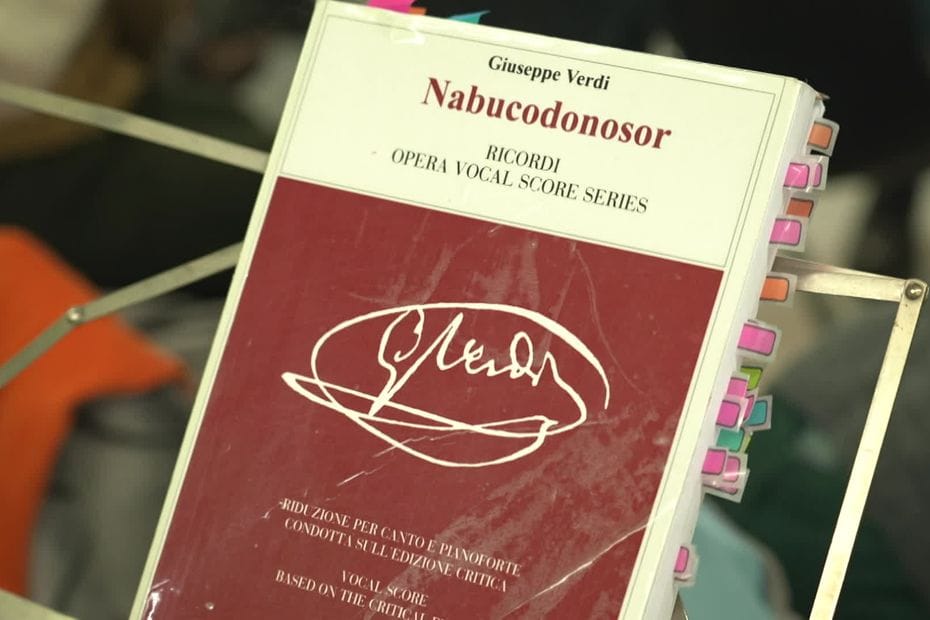 Giuseppe Verdi
Nabucodonosor
RICORDI
OPERA VOCAL SCORE SERIES
G Verdi
RIDUZIONE PER CANTO E PIANOFORTE
CONDOTTA SULL'EDIZIONE CRITICA
VOCAL SCORE
BASED ON THE CRITICAL